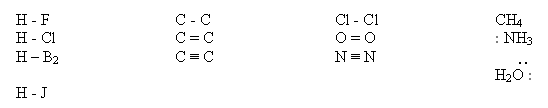 H - F    C - C    Cl - Cl    CH₄
H - Cl    C = C    O = O    : NH₃
H – B₂    C ≡ C    N ≡ N
··
H₂O :
H - J